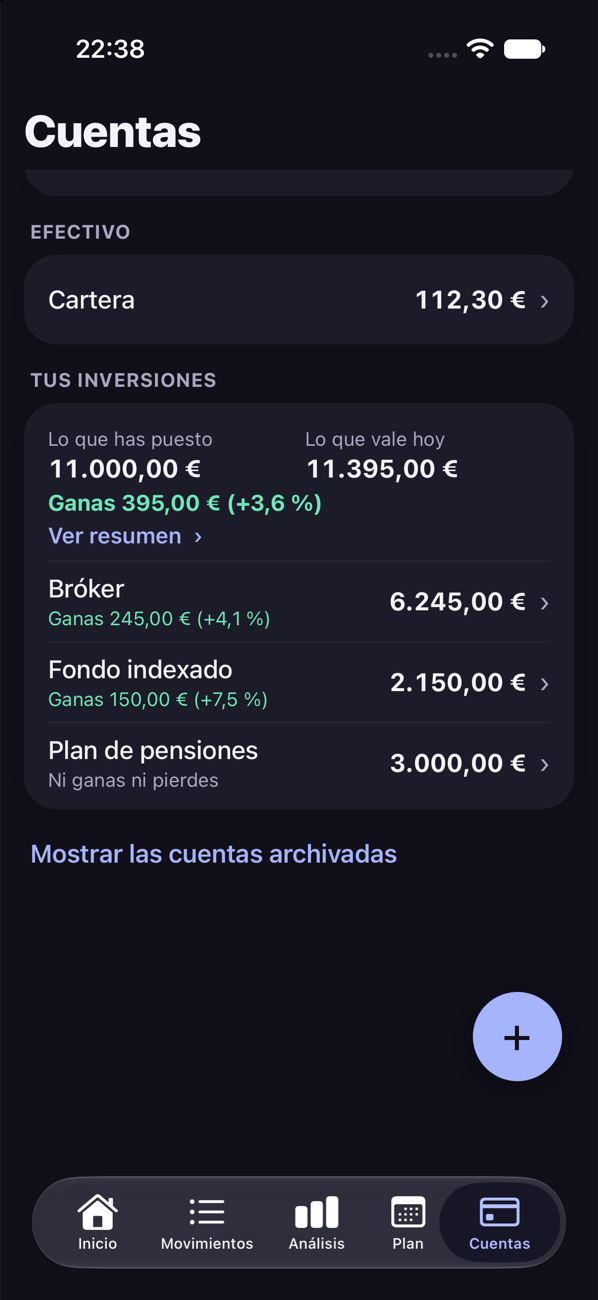 22:38
Cuentas
EFECTIVO
Cartera 112,30 € ›
TUS INVERSIONES
Lo que has puesto Lo que vale hoy
11.000,00 € 11.395,00 €
Ganas 395,00 € (+3,6 %)
Ver resumen ›
Bróker 6.245,00 € ›
Ganas 245,00 € (+4,1 %)
Fondo indexado 2.150,00 € ›
Ganas 150,00 € (+7,5 %)
Plan de pensiones 3.000,00 € ›
Ni ganas ni pierdes
Mostrar las cuentas archivadas
+
Inicio Movimientos Análisis Plan Cuentas